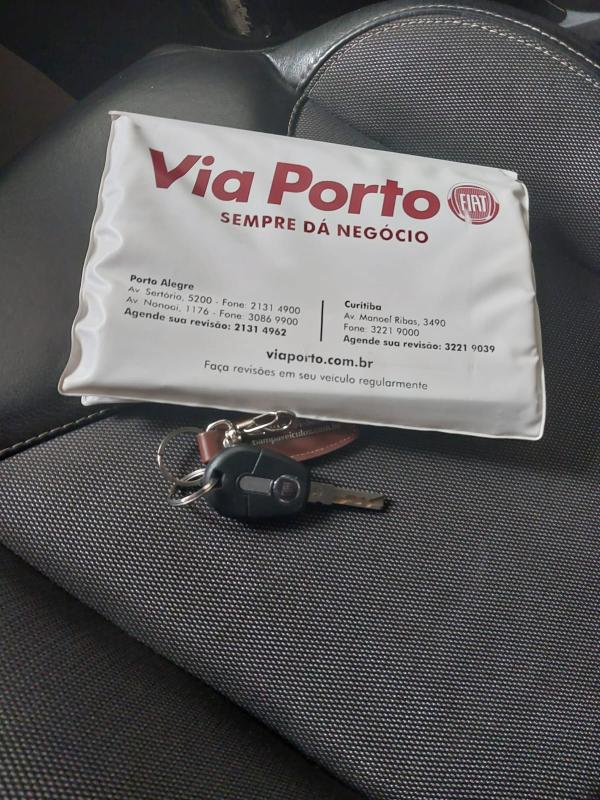 Via Porto FIAT
SEMPRE DÁ NEGÓCIO
Porto Alegre
Av. Sertório, 5200 - Fone: 2131 4900
Av. Nonoai, 1176 - Fone: 3086 9900
Agende sua revisão: 2131 4962
Curitiba
Av. Manoel Ribas, 3490
Fone: 3221 9000
Agende sua revisão: 3221 9039
viaporto.com.br
Faça revisões em seu veículo regularmente